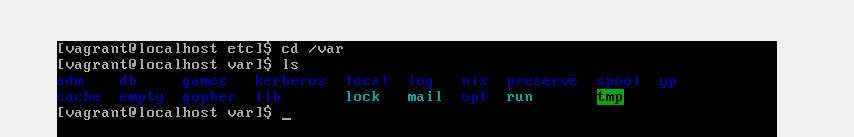 [vagrant@localhost etc]$ cd /var
[vagrant@localhost var]$ ls
adm db games kerberos local log nis preserve spool yp
cache empty gopher lib lock mail opt run tmp
[vagrant@localhost var]$ _